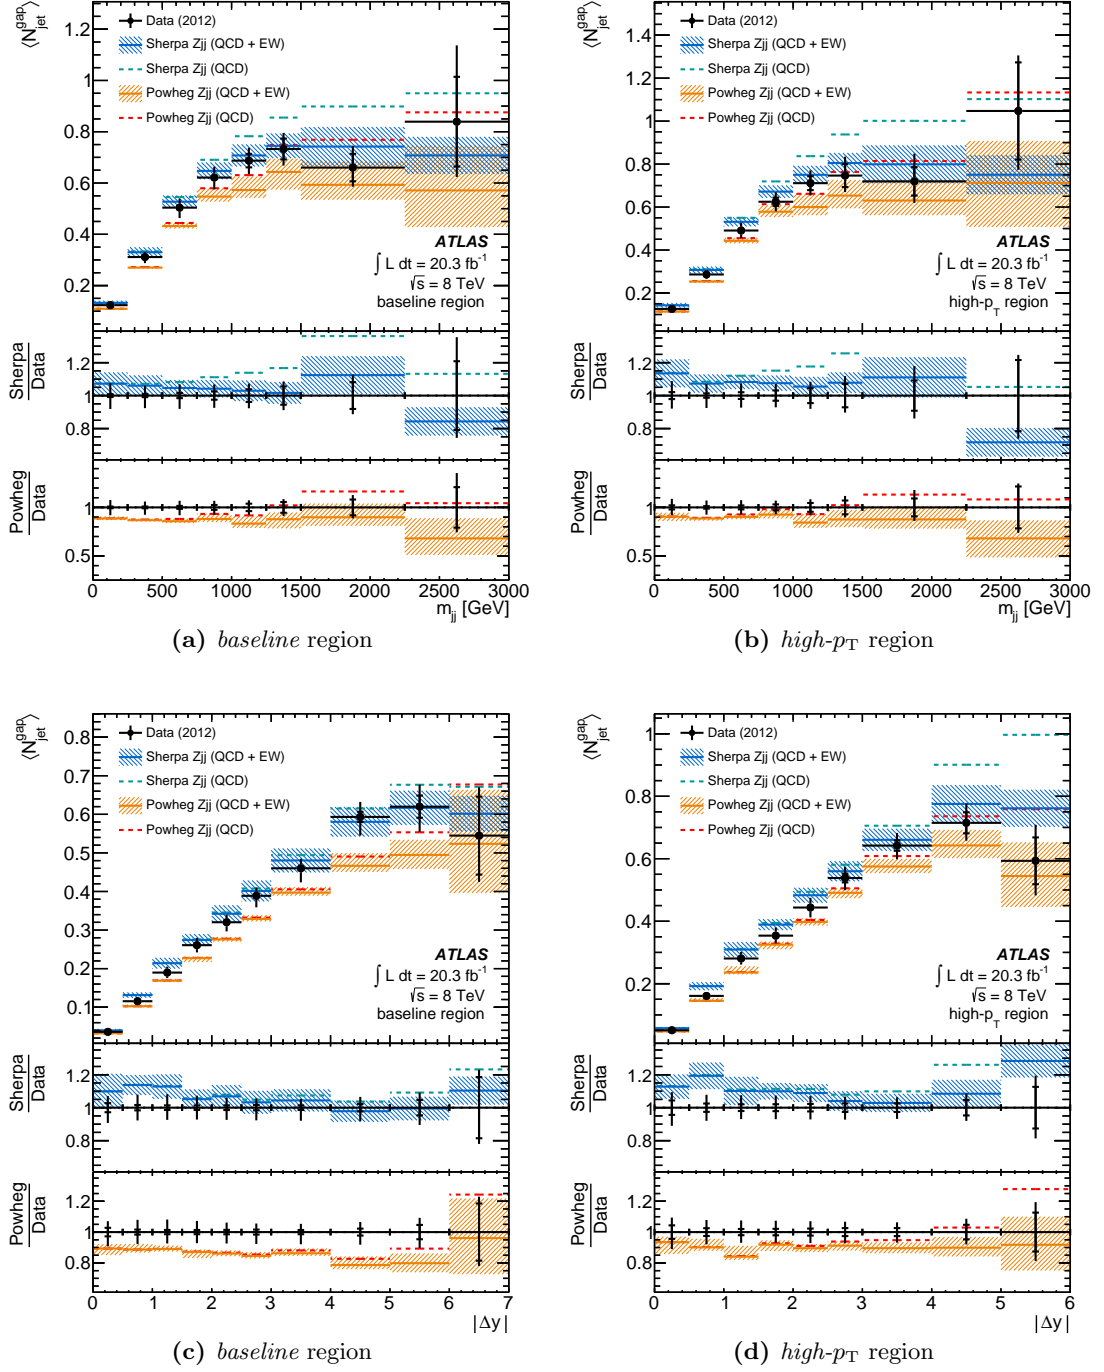 ⟨N_jet^gap⟩
Data (2012)
Sherpa Zjj (QCD + EW)
Sherpa Zjj (QCD)
Powheg Zjj (QCD + EW)
Powheg Zjj (QCD)
1
0.8
0.6
0.4
0.2
ATLAS
∫ L dt = 20.3 fb⁻¹
√s = 8 TeV
baseline region
Sherpa
Data
1.2
1
0.8
Powheg
Data
1
0.5
0 500 1000 1500 2000 2500 3000
m_jj [GeV]
(a) baseline region
⟨N_jet^gap⟩
Data (2012)
Sherpa Zjj (QCD + EW)
Sherpa Zjj (QCD)
Powheg Zjj (QCD + EW)
Powheg Zjj (QCD)
1.4
1.2
1
0.8
0.6
0.4
0.2
ATLAS
∫ L dt = 20.3 fb⁻¹
√s = 8 TeV
high-p_T region
Sherpa
Data
1.2
1
0.8
Powheg
Data
1
0.5
0 500 1000 1500 2000 2500 3000
m_jj [GeV]
(b) high-p_T region
⟨N_jet^gap⟩
Data (2012)
Sherpa Zjj (QCD + EW)
Sherpa Zjj (QCD)
Powheg Zjj (QCD + EW)
Powheg Zjj (QCD)
0.8
0.7
0.6
0.5
0.4
0.3
0.2
0.1
ATLAS
∫ L dt = 20.3 fb⁻¹
√s = 8 TeV
baseline region
Sherpa
Data
1.2
1
0.8
Powheg
Data
1.2
1
0.8
0 1 2 3 4 5 6 7
|Δy|
(c) baseline region
⟨N_jet^gap⟩
Data (2012)
Sherpa Zjj (QCD + EW)
Sherpa Zjj (QCD)
Powheg Zjj (QCD + EW)
Powheg Zjj (QCD)
1
0.8
0.6
0.4
0.2
ATLAS
∫ L dt = 20.3 fb⁻¹
√s = 8 TeV
high-p_T region
Sherpa
Data
1.2
1
0.8
Powheg
Data
1.2
1
0.8
0 1 2 3 4 5 6
|Δy|
(d) high-p_T region